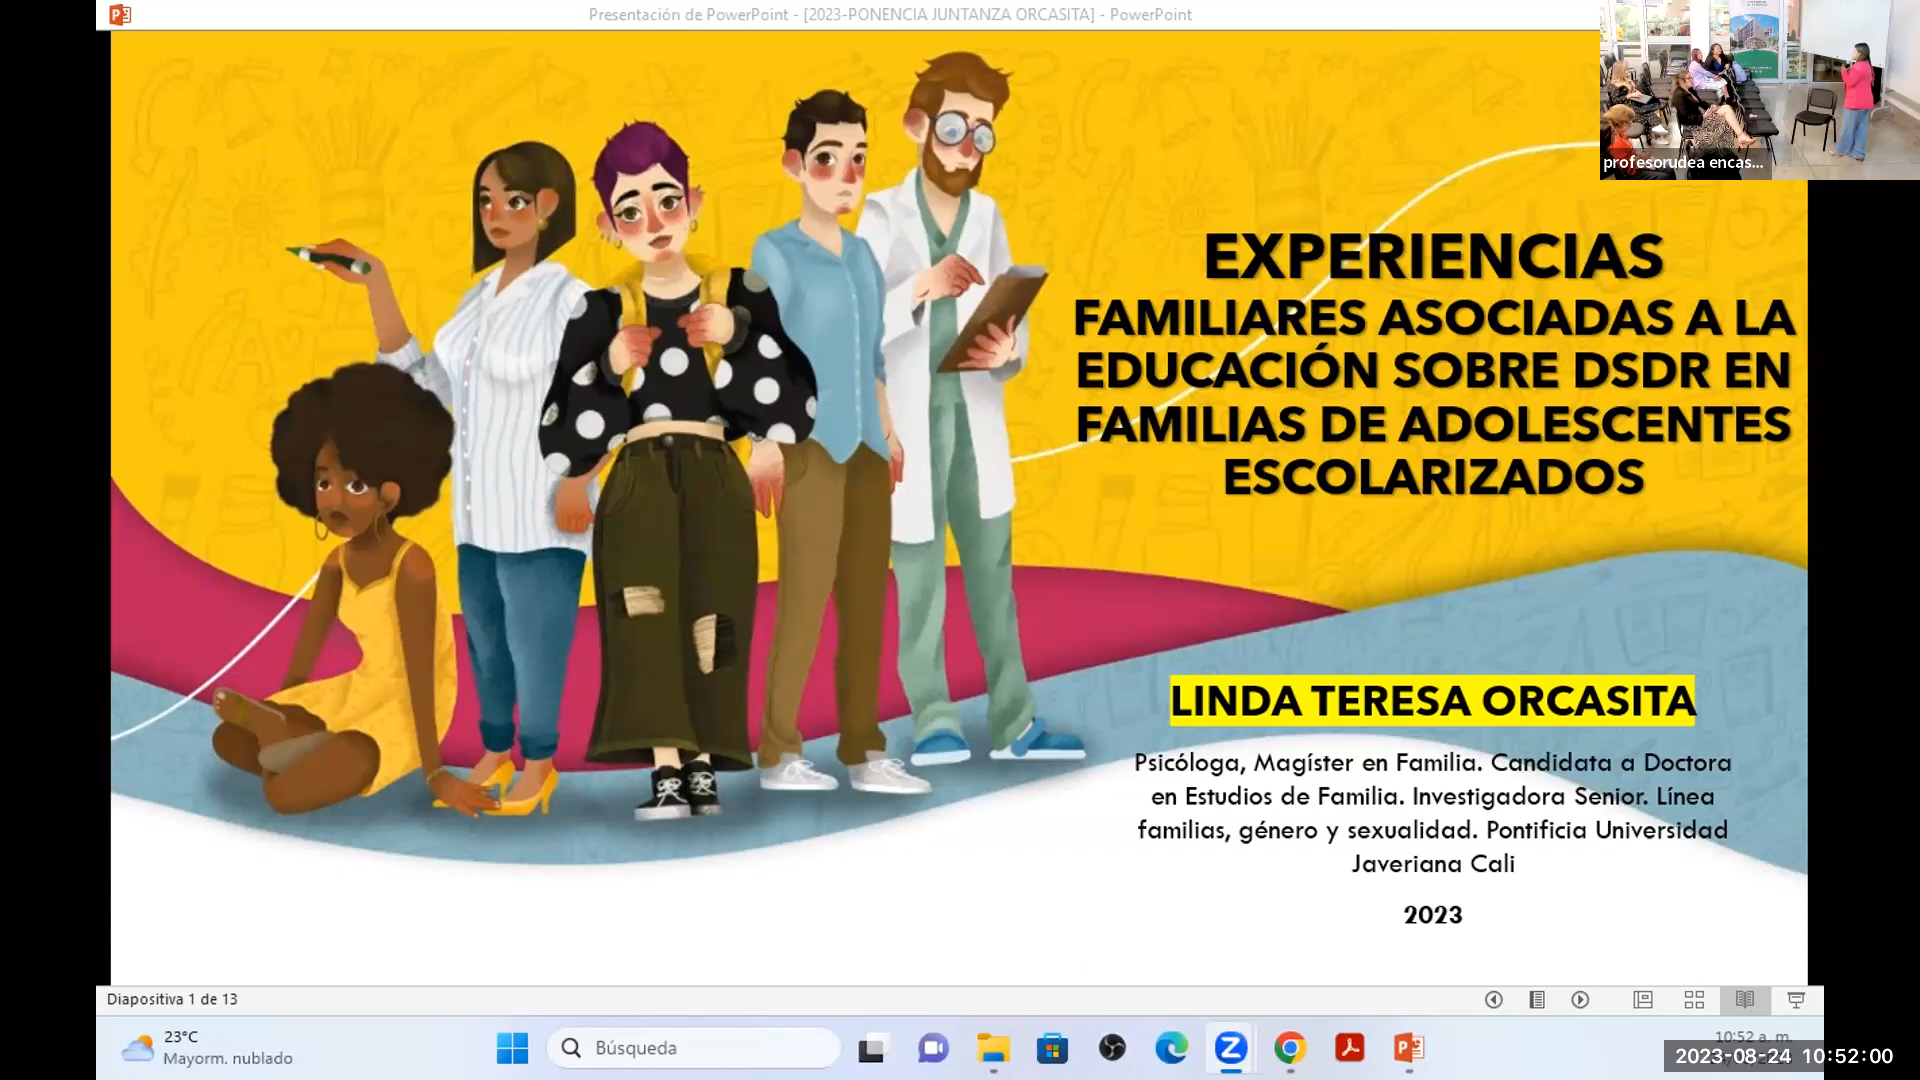 Presentación de PowerPoint - [2023-PONENCIA JUNTANZA ORCASITA] - PowerPoint
profesorudea encas...
EXPERIENCIAS
FAMILIARES ASOCIADAS A LA
EDUCACIÓN SOBRE DSDR EN
FAMILIAS DE ADOLESCENTES
ESCOLARIZADOS
LINDA TERESA ORCASITA
Psicóloga, Magíster en Familia. Candidata a Doctora
en Estudios de Familia. Investigadora Senior. Línea
familias, género y sexualidad. Pontificia Universidad
Javeriana Cali
2023
Diapositiva 1 de 13
23°C
Mayorm. nublado
Búsqueda
10:52 a. m.
2023-08-24 10:52:00